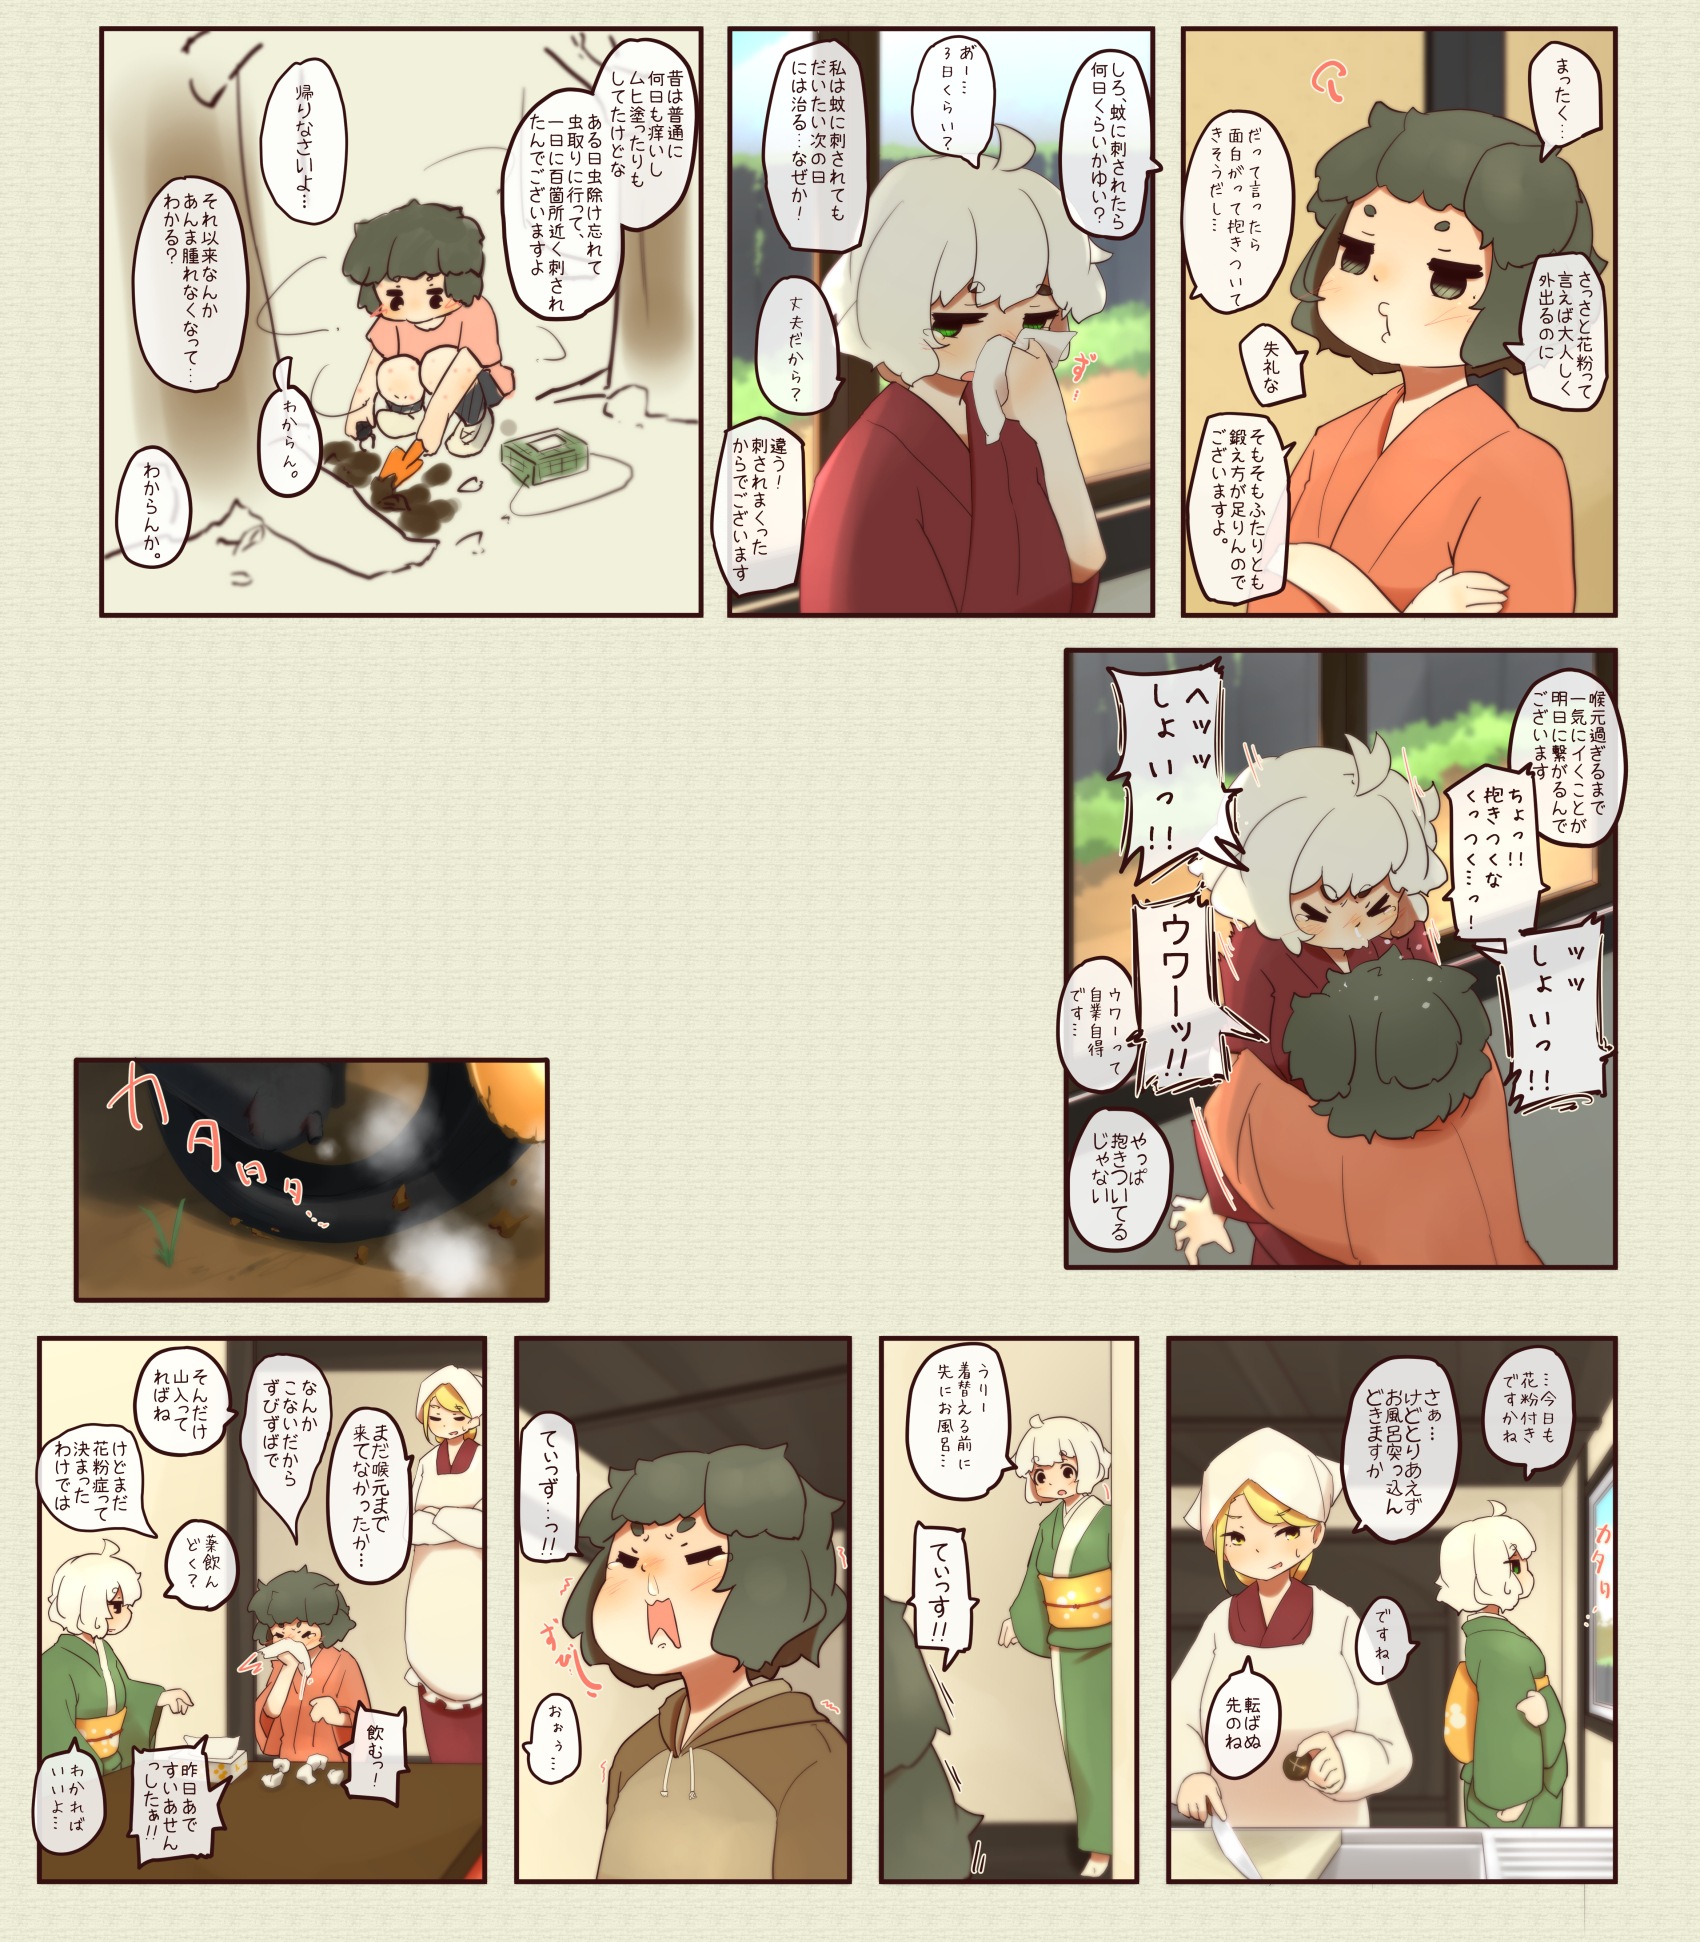 まったく…
さっさと花粉って
言えば大人しく
外出るのに
だって言ったら
面白がって抱きついて
きそうだし…
失礼な
そもそもふたりとも
鍛え方が足りんので
ございますよ。
しろ、蚊に刺されたら
何日くらいかゆい？
あ゛ー…
３日くらい？
私は蚊に刺されても
だいたい次の日
には治る…なぜか！
丈夫だから？
違う！
刺されまくった
からでございます
昔は普通に
何日も痒いし
ムヒ塗ったりも
してたけどな
ある日虫除け忘れて
虫取りに行って、
一日に百箇所近く刺され
たんでございますよ
帰りなさいよ…
それ以来なんか
あんま腫れなくなって…
わかる？
わからん。
わからんか。
喉元過ぎるまで
一気にイくことが
明日に繋がるんで
ございます
ちょっ!!
抱きつくな
くっつく…っ！
ヘッッ
しょいっ!!
ッッ
しょいっ!!
ウワーッ!!
ウワーって
自業自得
です…
やっぱ
抱きついてる
じゃない
カタタタ…
…今日も
花粉付き
ですかね
カタリ…
さぁ…
けどとりあえず
お風呂突っ込ん
どきますか
ですねー
転ばぬ
先のね
うりー
着替える前に
先にお風呂…
ていっす!!
ていっず…っ!!
ずびし
おぉぅ…
まだ喉元まで
来てなかったか…
なんか
こないだから
ずびずばで
そんだけ
山入って
ればね
けどまだ
花粉症って
決まった
わけでは
薬飲ん
どく？
飲むっ！
昨日あで
すいあせん
っしたぁ!!
わかれば
いいよ…